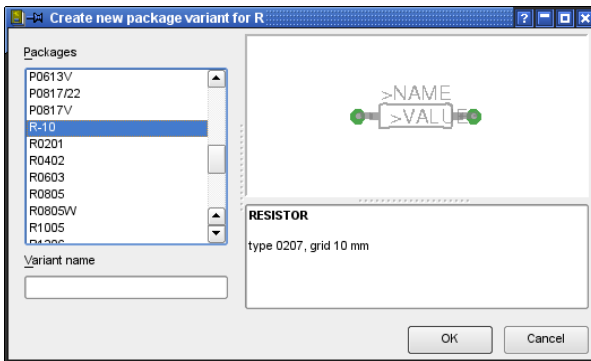 Create new package variant for R
Packages
P0613V
P0817/22
P0817V
R-10
R0201
R0402
R0603
R0805
R0805W
R1005
R1206
Variant name
>NAME
>VALUE
RESISTOR
type 0207, grid 10 mm
OK
Cancel